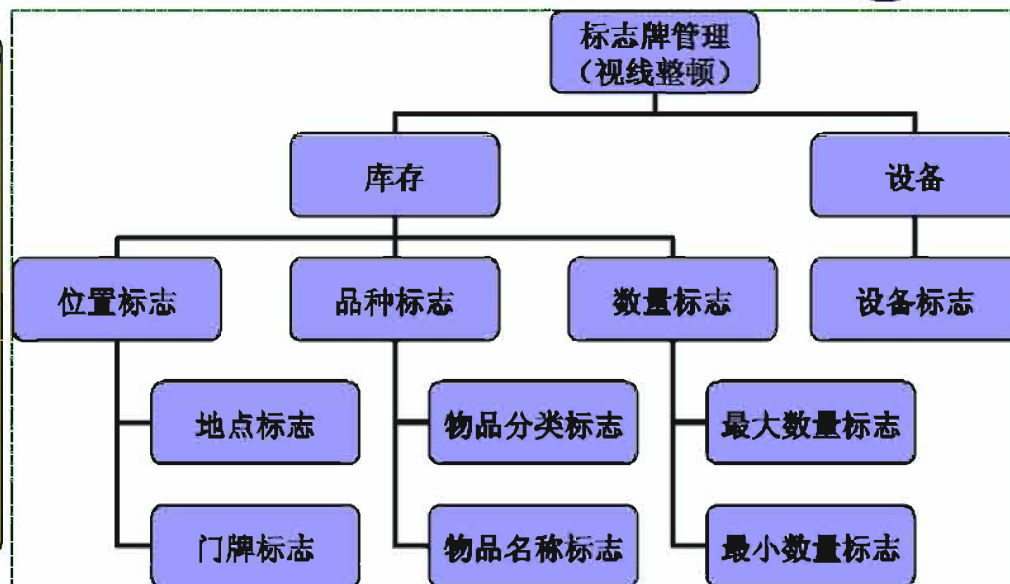 标志牌管理
（视线整顿）
库存
设备
位置标志
品种标志
数量标志
设备标志
地点标志
物品分类标志
最大数量标志
门牌标志
物品名称标志
最小数量标志